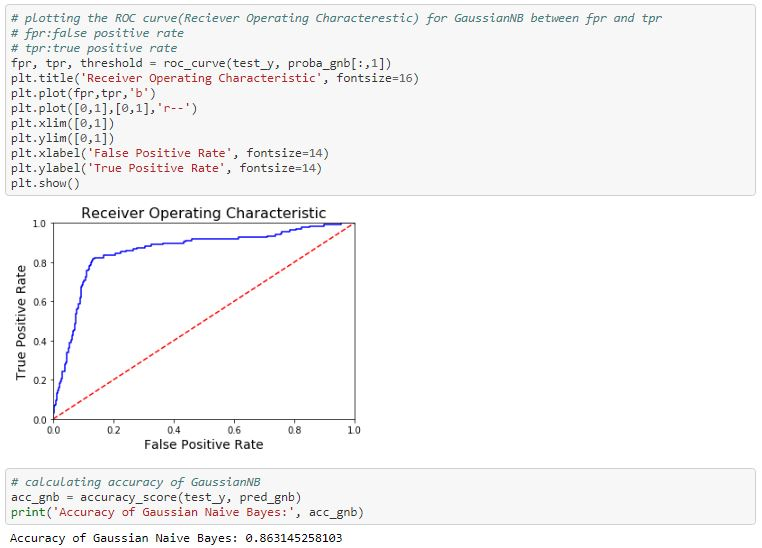 # plotting the ROC curve(Reciever Operating Characterestic) for GaussianNB between fpr and tpr
# fpr:false positive rate
# tpr:true positive rate
fpr, tpr, threshold = roc_curve(test_y, proba_gnb[:,1])
plt.title('Receiver Operating Characteristic', fontsize=16)
plt.plot(fpr,tpr,'b')
plt.plot([0,1],[0,1],'r--')
plt.xlim([0,1])
plt.ylim([0,1])
plt.xlabel('False Positive Rate', fontsize=14)
plt.ylabel('True Positive Rate', fontsize=14)
plt.show()
Receiver Operating Characteristic
True Positive Rate
1.0
0.8
0.6
0.4
0.2
0.0
0.0 0.2 0.4 0.6 0.8 1.0
False Positive Rate
# calculating accuracy of GaussianNB
acc_gnb = accuracy_score(test_y, pred_gnb)
print('Accuracy of Gaussian Naive Bayes:', acc_gnb)
Accuracy of Gaussian Naive Bayes: 0.863145258103